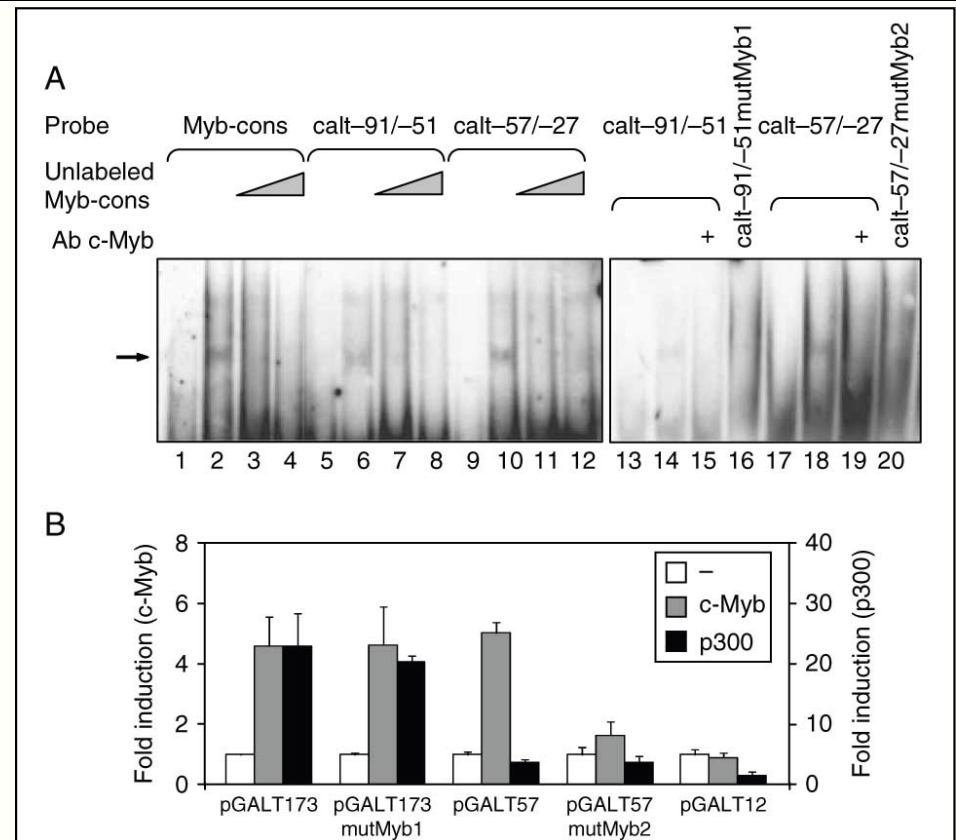 A
Probe Myb-cons calt–91/–51 calt–57/–27 calt–91/–51 calt–91/–51mutMyb1 calt–57/–27 calt–57/–27mutMyb2
Unlabeled
Myb-cons
Ab c-Myb + +
1 2 3 4 5 6 7 8 9 10 11 12 13 14 15 16 17 18 19 20
B
Fold induction (c-Myb)
8
6
4
2
0
–
c-Myb
p300
40
30
20
10
0
Fold induction (p300)
pGALT173 pGALT173 pGALT57 pGALT57 pGALT12
mutMyb1 mutMyb2